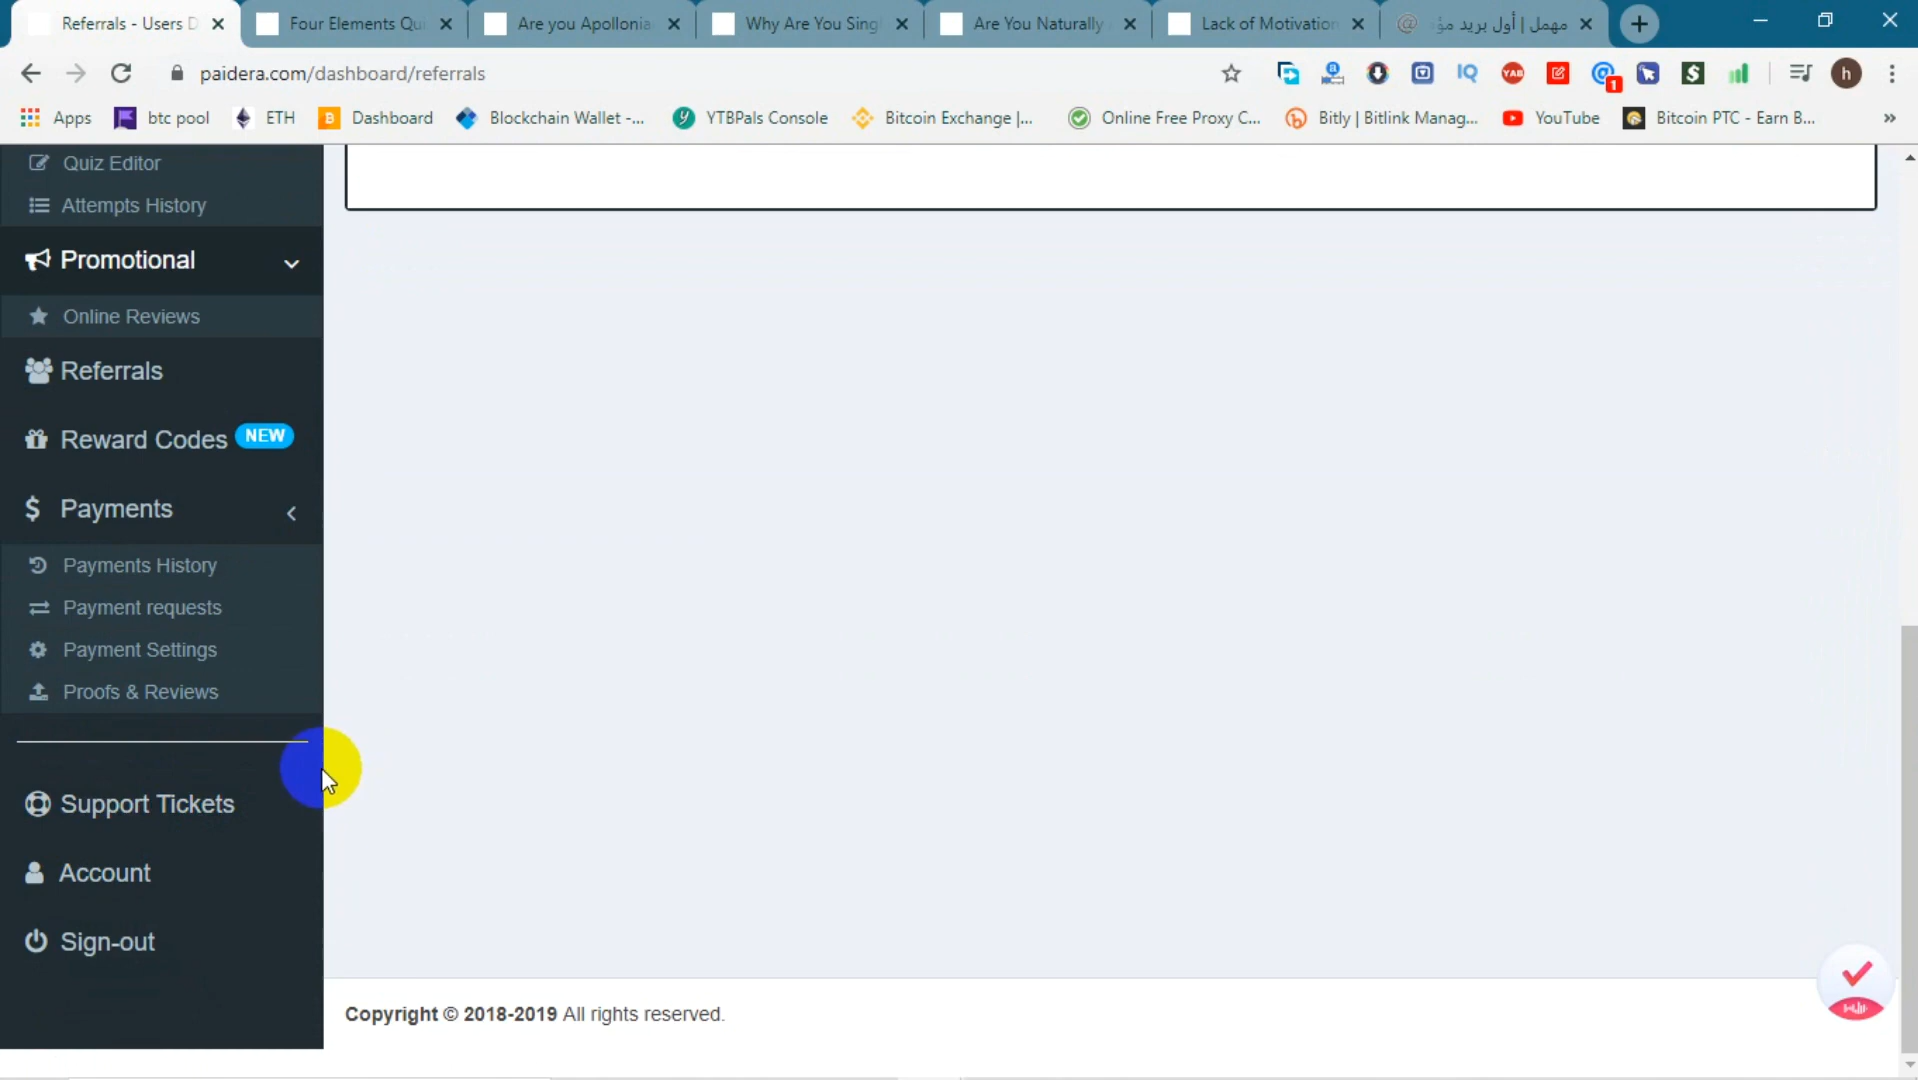 Referrals - Users D
Four Elements Qui
Are you Apollonia
Why Are You Sing
Are You Naturally
Lack of Motivation
مهمل | أول بريد مؤ
paidera.com/dashboard/referrals
IQ
YAB
1
h
Apps
btc pool
ETH
Dashboard
Blockchain Wallet -...
YTBPals Console
Bitcoin Exchange |...
Online Free Proxy C...
Bitly | Bitlink Manag...
YouTube
Bitcoin PTC - Earn B...
»
Quiz Editor
Attempts History
Promotional
Online Reviews
Referrals
Reward Codes NEW
$ Payments
Payments History
Payment requests
Payment Settings
Proofs & Reviews
Support Tickets
Account
Sign-out
Copyright © 2018-2019 All rights reserved.